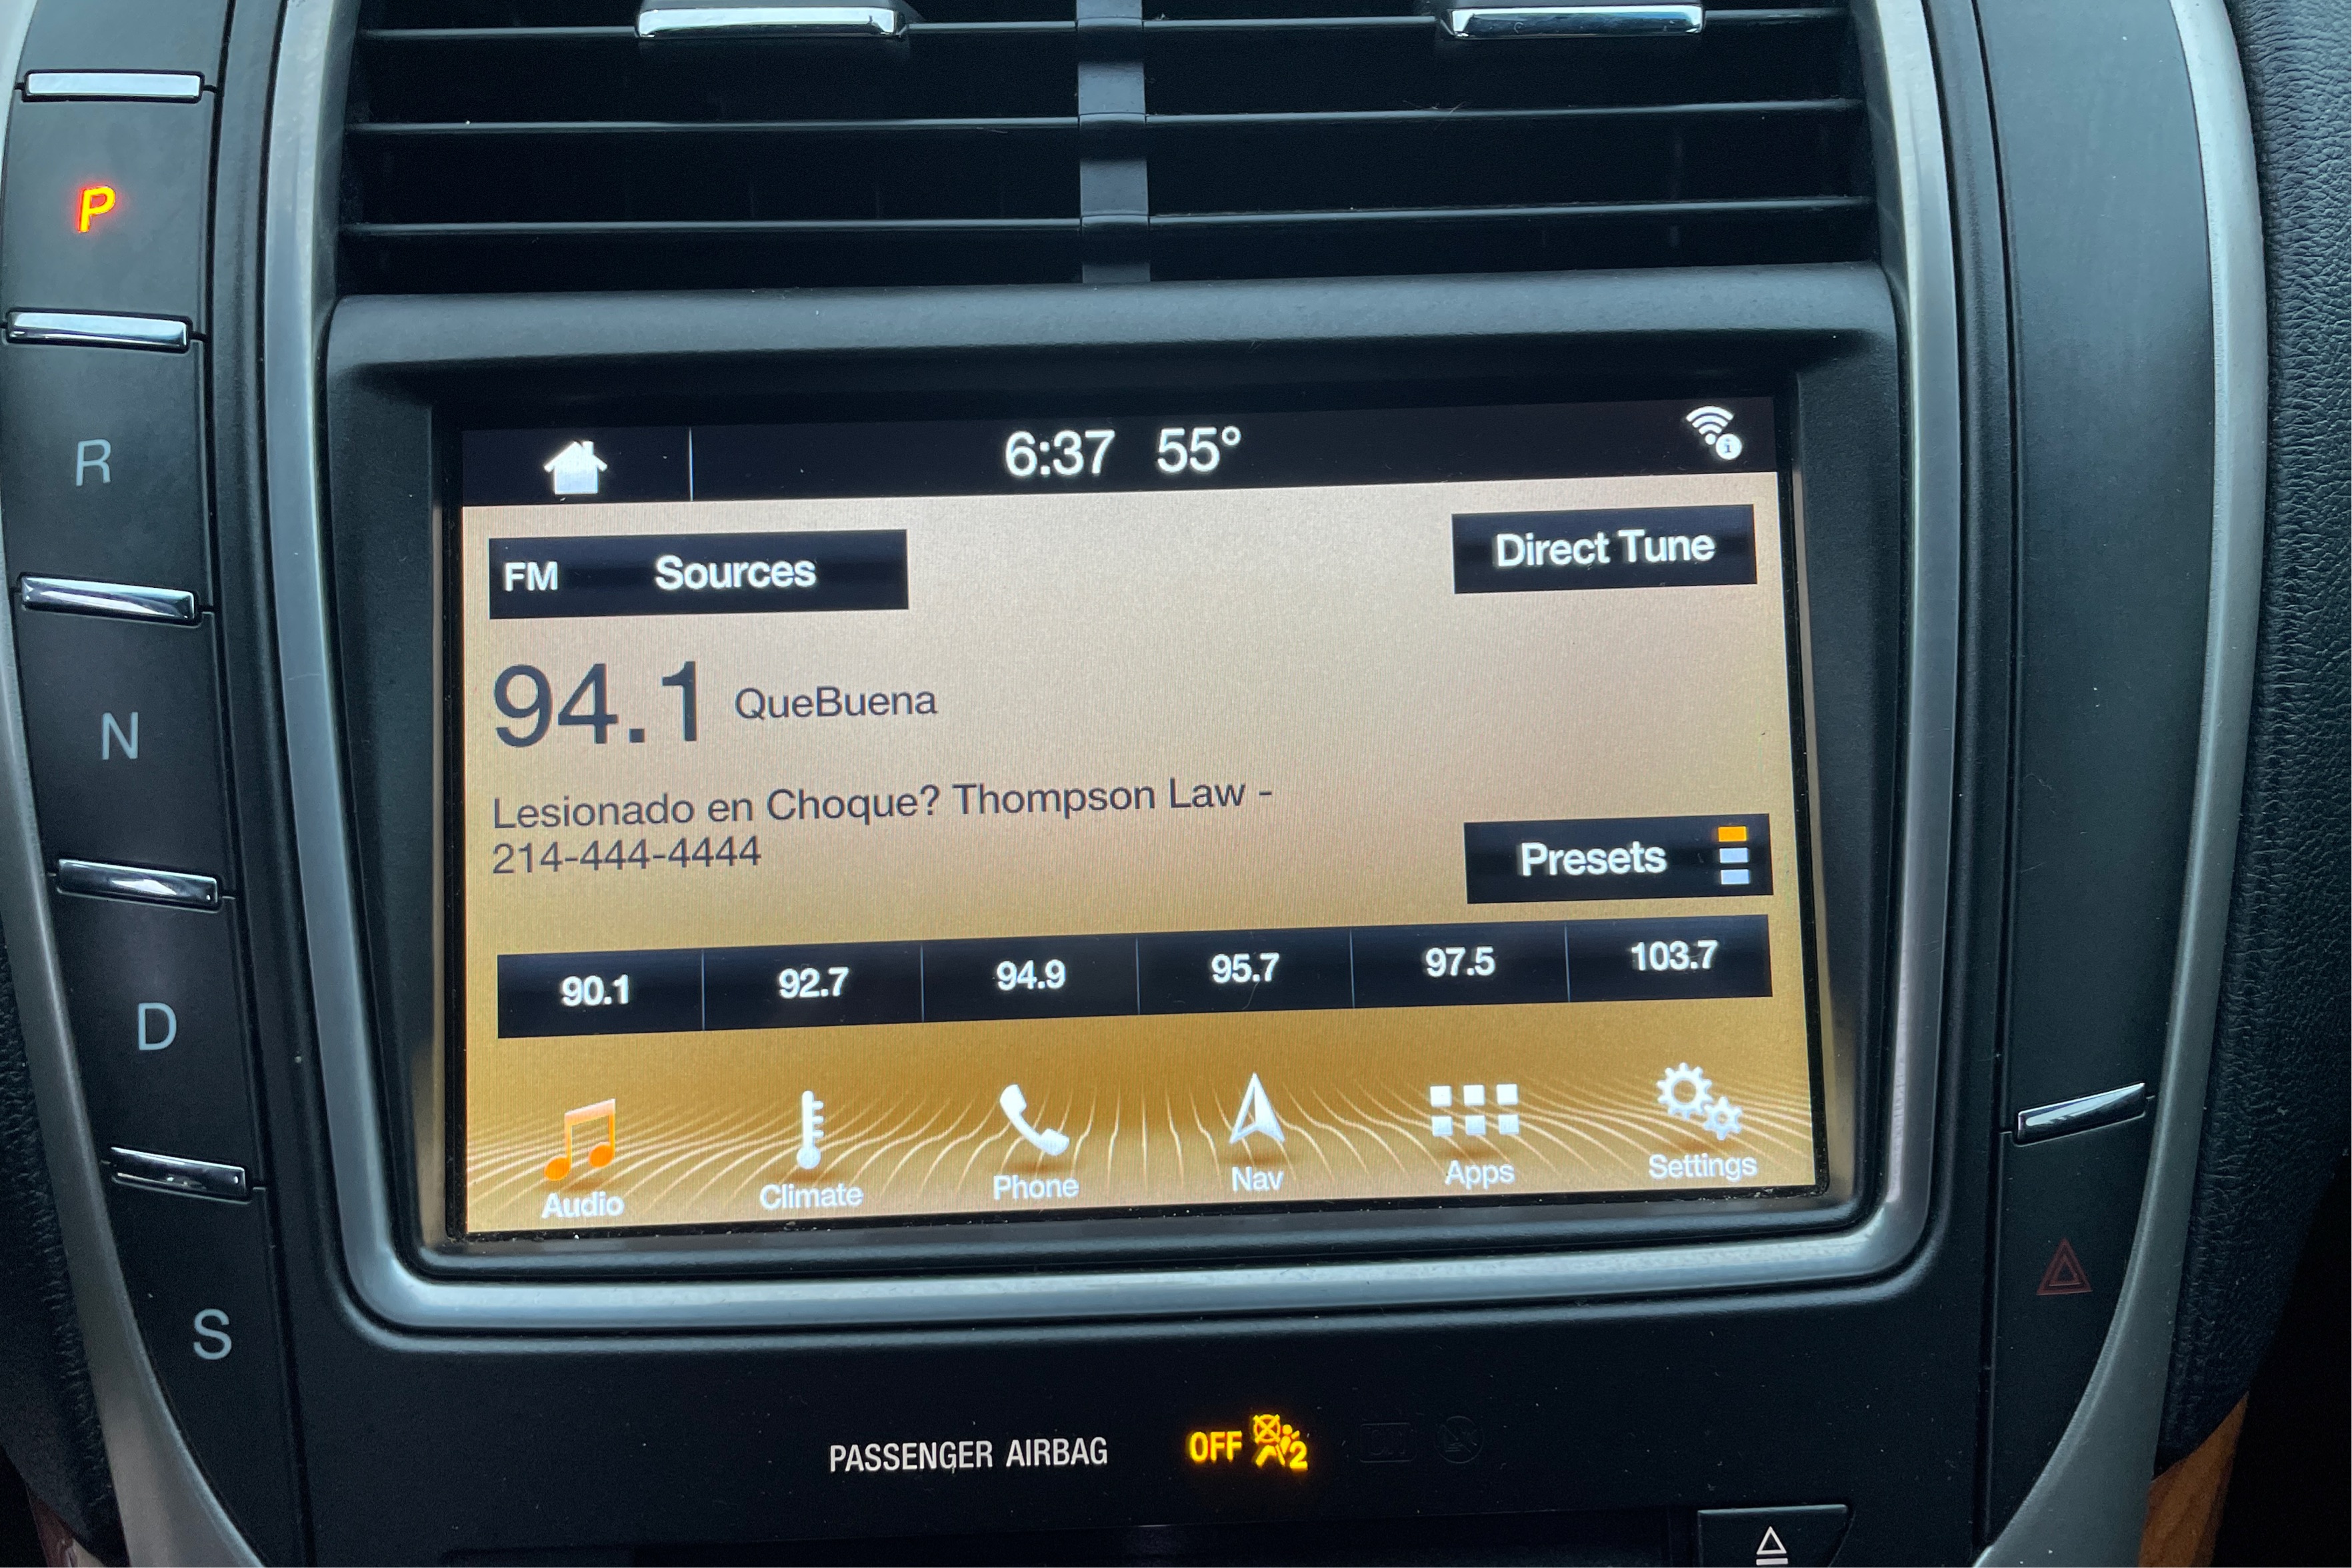 P
R
N
D
S
6:37 55°
FM Sources
Direct Tune
94.1 QueBuena
Lesionado en Choque? Thompson Law -
214-444-4444
Presets
90.1 92.7 94.9 95.7 97.5 103.7
Audio Climate Phone Nav Apps Settings
PASSENGER AIRBAG OFF 2